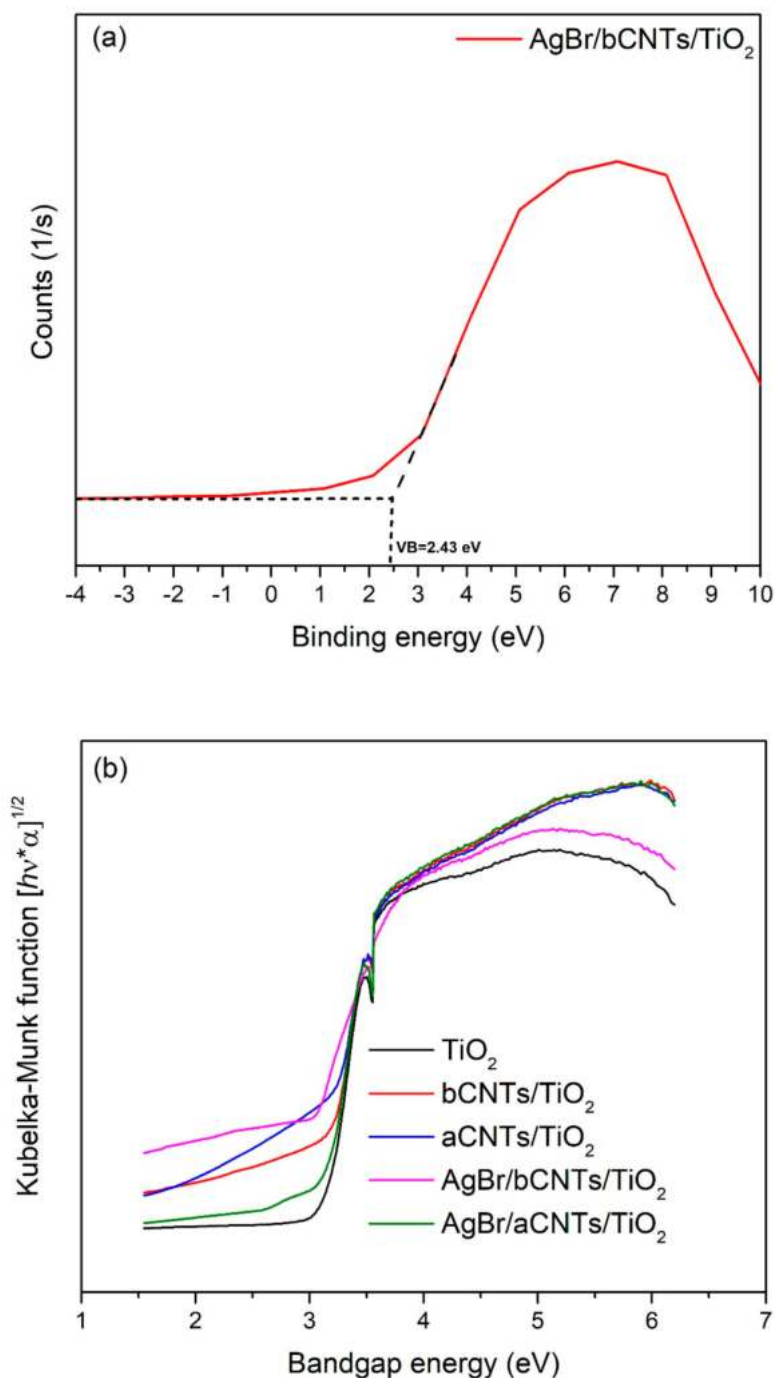 (a)
AgBr/bCNTs/TiO₂
Counts (1/s)
VB=2.43 eV
-4 -3 -2 -1 0 1 2 3 4 5 6 7 8 9 10
Binding energy (eV)
(b)
Kubelka-Munk function [hν*α]^1/2
TiO₂
bCNTs/TiO₂
aCNTs/TiO₂
AgBr/bCNTs/TiO₂
AgBr/aCNTs/TiO₂
1 2 3 4 5 6 7
Bandgap energy (eV)